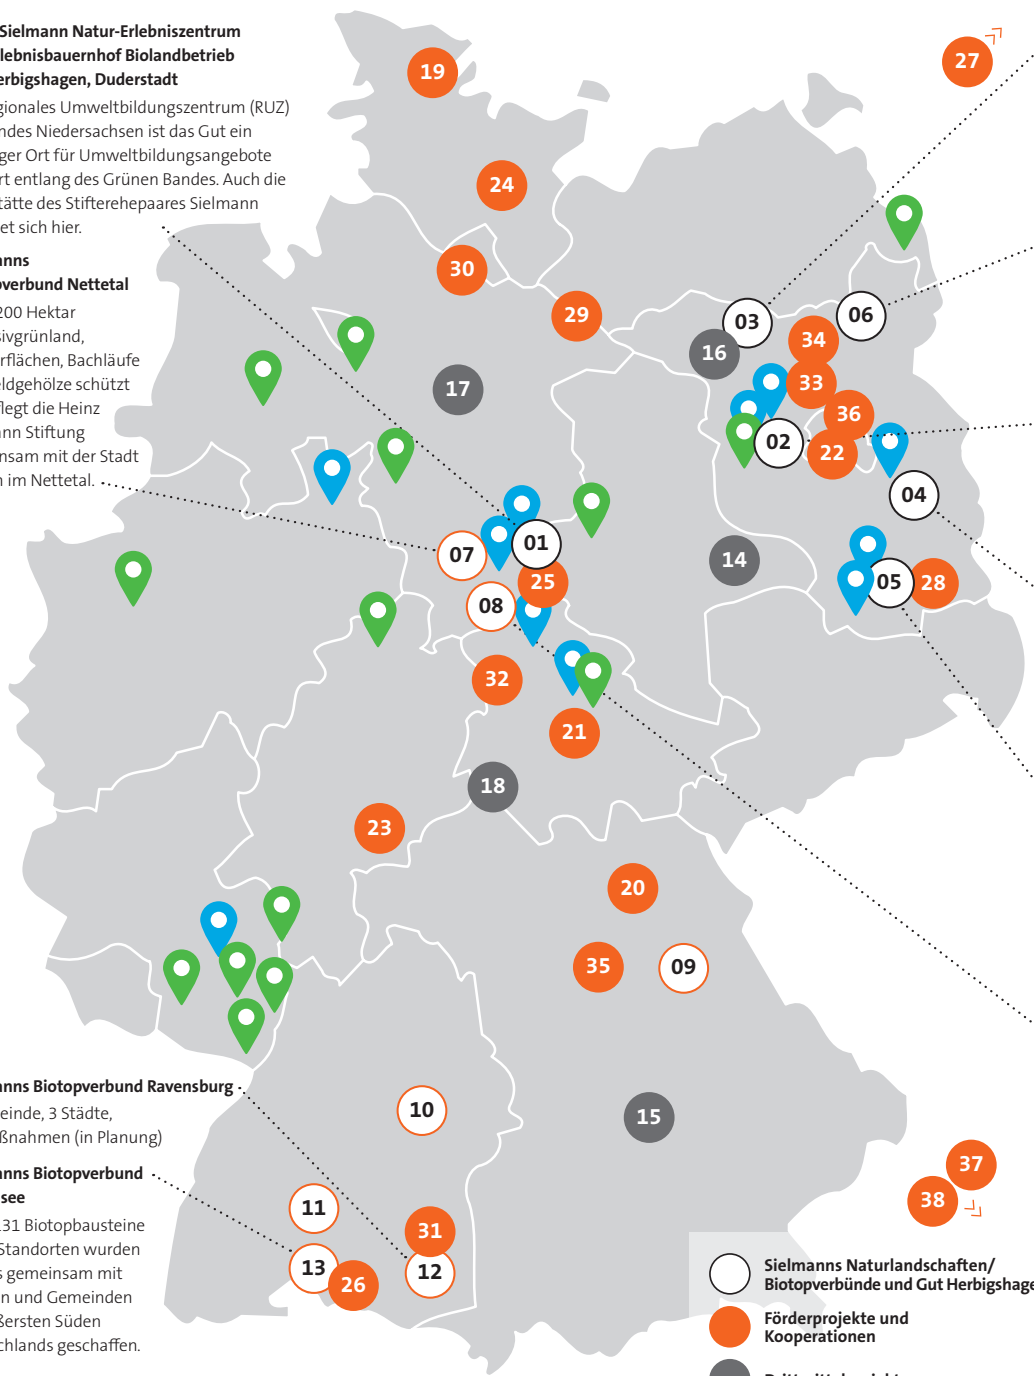 Sielmann Natur-Erlebniszentrum
lebnisbauernhof Biolandbetrieb
erbigshagen, Duderstadt
gionales Umweltbildungszentrum (RUZ)
ndes Niedersachsen ist das Gut ein
ger Ort für Umweltbildungsangebote
rt entlang des Grünen Bandes. Auch die
tätte des Stifterehepaares Sielmann
et sich hier.
anns
pverbund Nettetal
200 Hektar
sivgrünland,
rflächen, Bachläufe
eldgehölze schützt
flegt die Heinz
ann Stiftung
nsam mit der Stadt
n im Nettetal.
19
27
24
30
29
03
06
16
34
33
17
36
02
22
04
01
07
25
14
05
28
08
32
21
18
23
20
35
09
anns Biotopverbund Ravensburg
einde, 3 Städte,
ßnahmen (in Planung)
anns Biotopverbund
see
131 Biotopbausteine
Standorten wurden
s gemeinsam mit
n und Gemeinden
ßersten Süden
chlands geschaffen.
10
15
37
38
11
31
13
12
26
Sielmanns Naturlandschaften/
Biotopverbünde und Gut Herbigshage
Förderprojekte und
Kooperationen